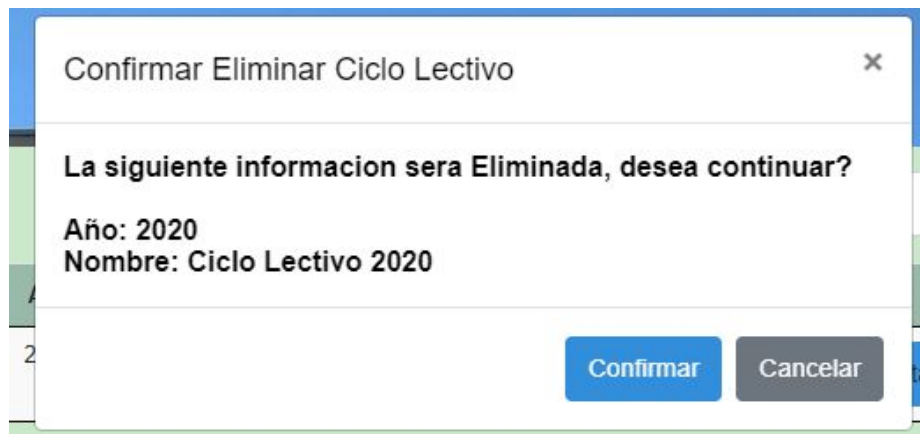 Confirmar Eliminar Ciclo Lectivo ×
La siguiente informacion sera Eliminada, desea continuar?
Año: 2020
Nombre: Ciclo Lectivo 2020
Confirmar Cancelar